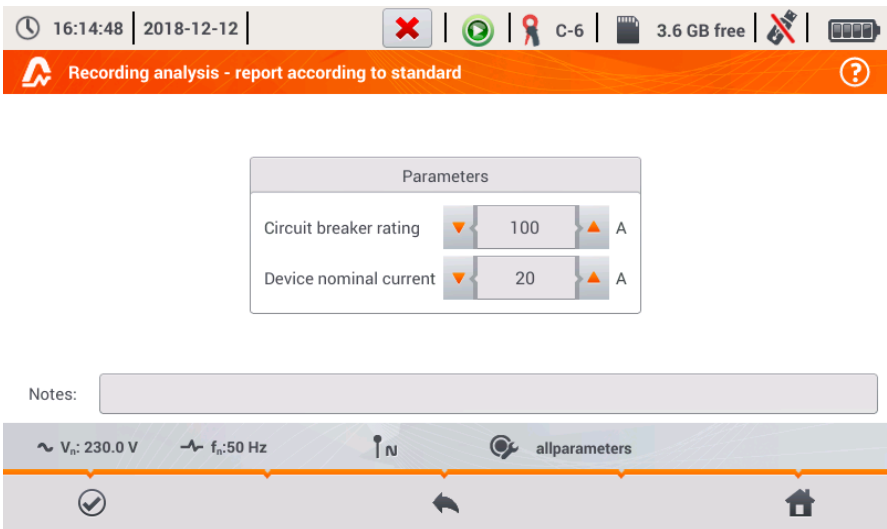 16:14:48 2018-12-12 C-6 3.6 GB free
Recording analysis - report according to standard ?
Parameters
Circuit breaker rating 100 A
Device nominal current 20 A
Notes:
Vn: 230.0 V fn:50 Hz N allparameters